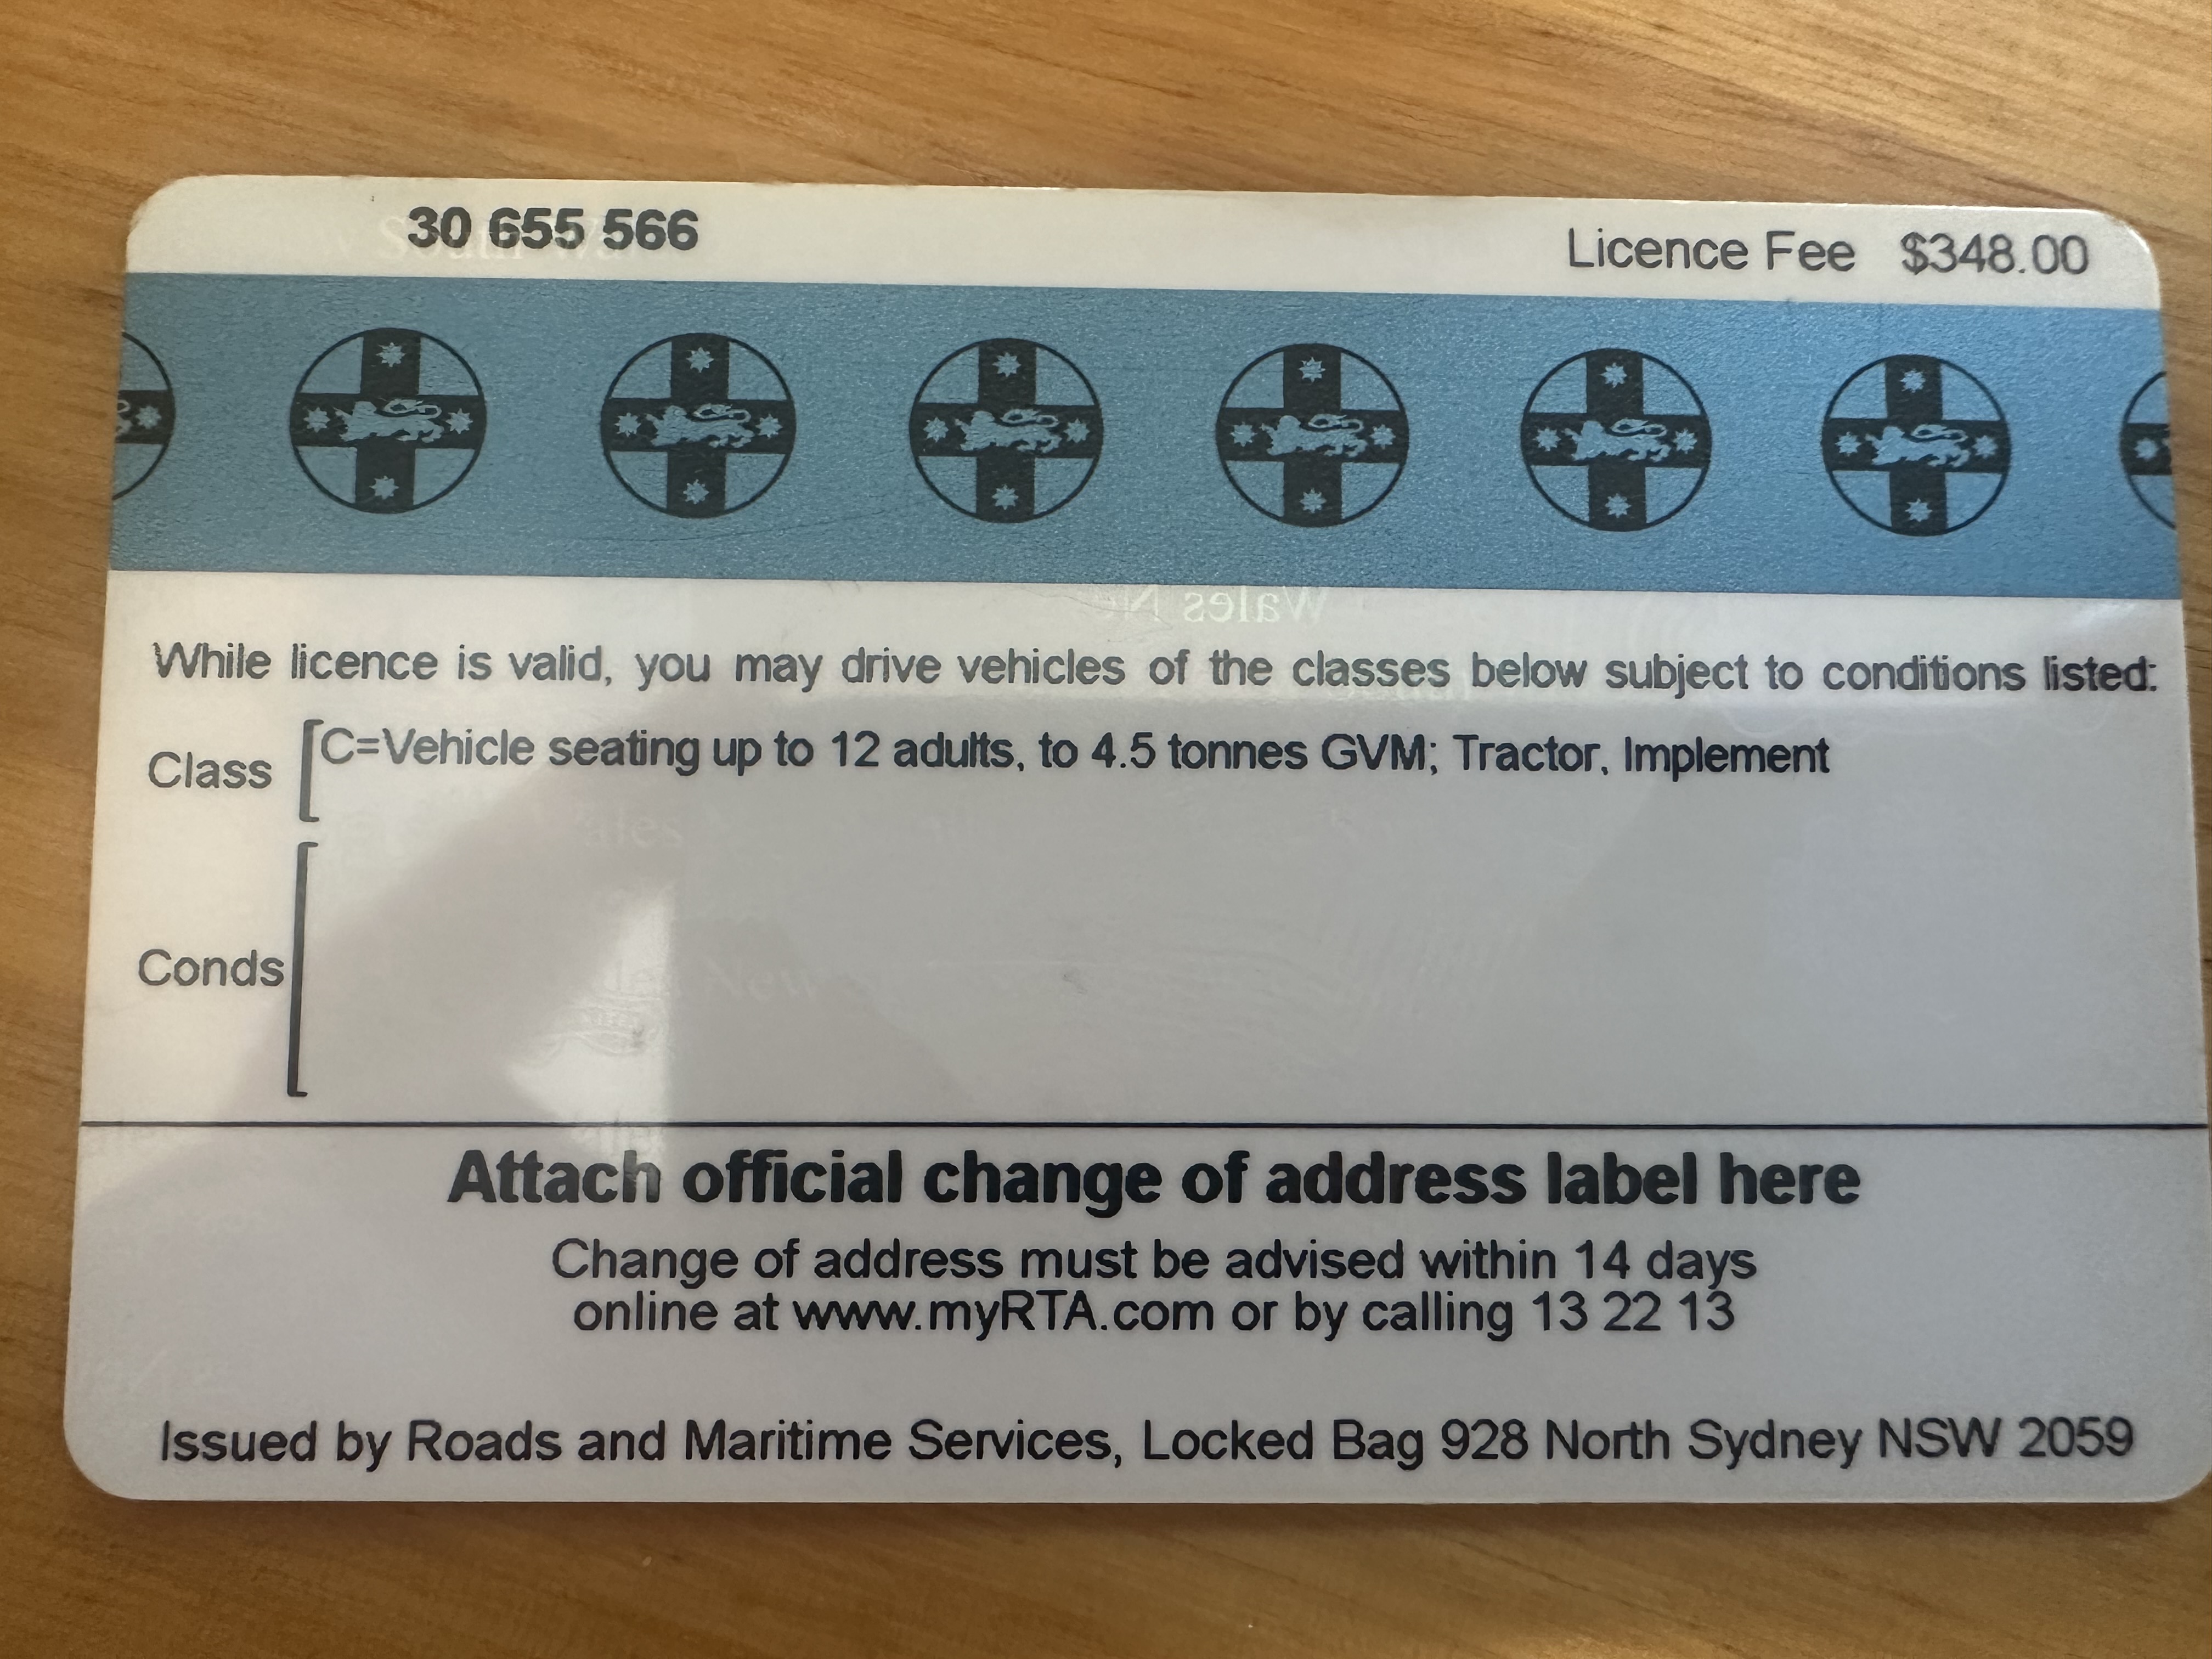 30 655 566
Licence Fee $348.00
Wales Ne
While licence is valid, you may drive vehicles of the classes below subject to conditions listed:
Class [C=Vehicle seating up to 12 adults, to 4.5 tonnes GVM; Tractor, Implement
Conds [
Attach official change of address label here
Change of address must be advised within 14 days
online at www.myRTA.com or by calling 13 22 13
Issued by Roads and Maritime Services, Locked Bag 928 North Sydney NSW 2059